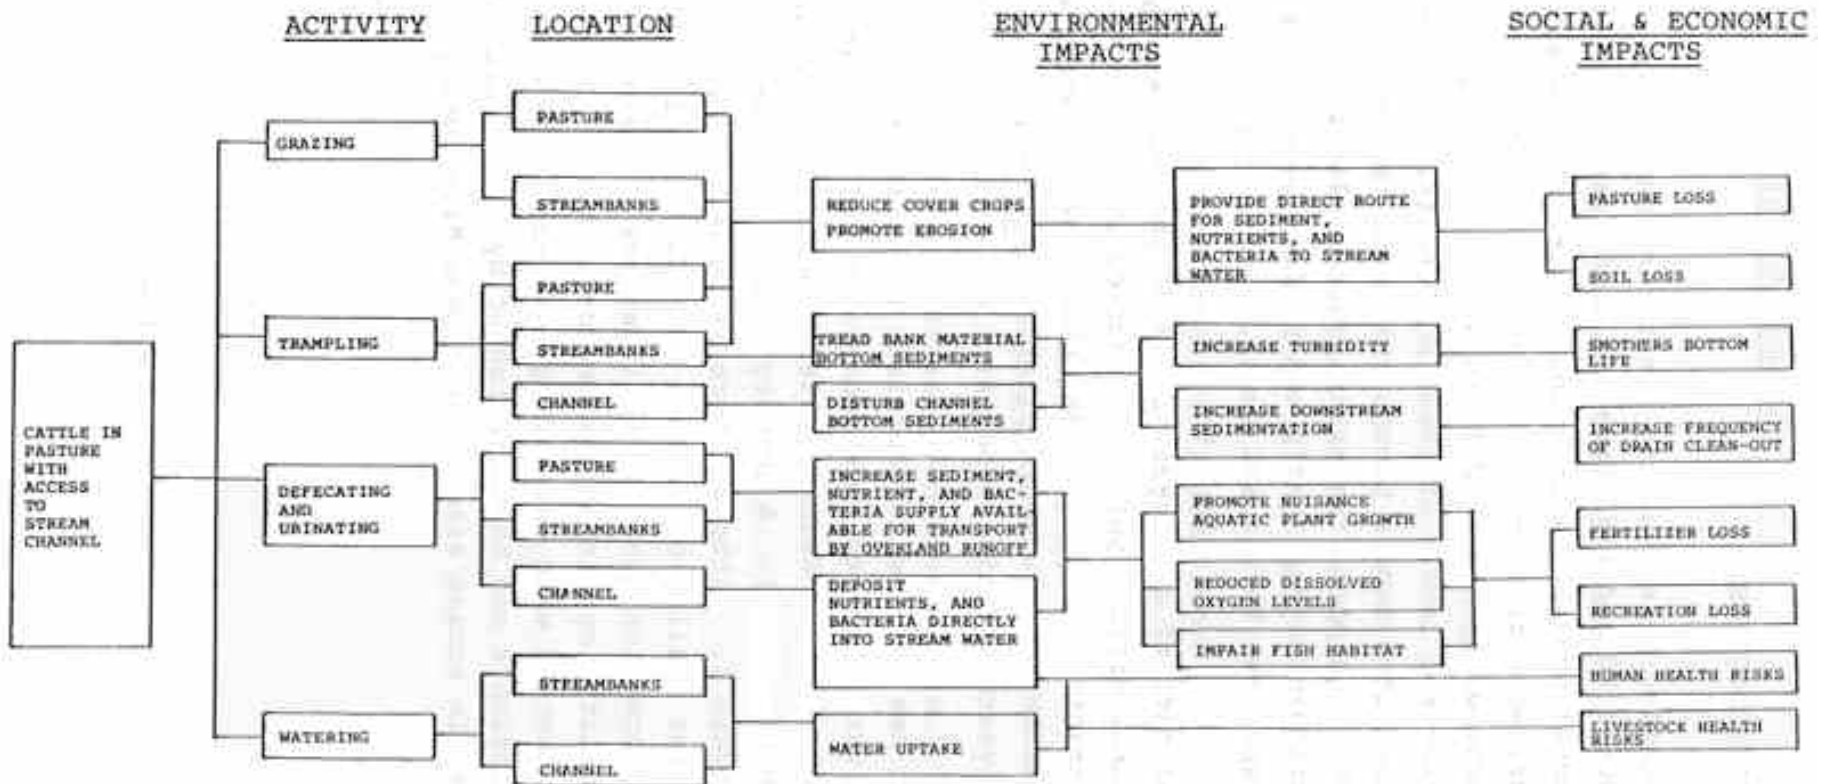 ACTIVITY
LOCATION
ENVIRONMENTAL
IMPACTS
SOCIAL & ECONOMIC
IMPACTS
CATTLE IN
PASTURE
WITH
ACCESS
TO
STREAM
CHANNEL
GRAZING
TRAMPLING
DEFECATING
AND
URINATING
WATERING
PASTURE
STREAMBANKS
PASTURE
STREAMBANKS
CHANNEL
PASTURE
STREAMBANKS
CHANNEL
STREAMBANKS
CHANNEL
REDUCE COVER CROPS
PROMOTE EROSION
TREAD BANK MATERIAL
BOTTOM SEDIMENTS
DISTURB CHANNEL
BOTTOM SEDIMENTS
INCREASE SEDIMENT,
NUTRIENT, AND BAC-
TERIA SUPPLY AVAIL-
ABLE FOR TRANSPORT
BY OVERLAND RUNOFF
DEPOSIT
NUTRIENTS, AND
BACTERIA DIRECTLY
INTO STREAM WATER
WATER UPTAKE
PROVIDE DIRECT ROUTE
FOR SEDIMENT,
NUTRIENTS, AND
BACTERIA TO STREAM
WATER
INCREASE TURBIDITY
INCREASE DOWNSTREAM
SEDIMENTATION
PROMOTE NUISANCE
AQUATIC PLANT GROWTH
REDUCED DISSOLVED
OXYGEN LEVELS
IMPAIR FISH HABITAT
PASTURE LOSS
SOIL LOSS
SMOTHERS BOTTOM
LIFE
INCREASE FREQUENCY
OF DRAIN CLEAN-OUT
FERTILIZER LOSS
RECREATION LOSS
HUMAN HEALTH RISKS
LIVESTOCK HEALTH
RISKS